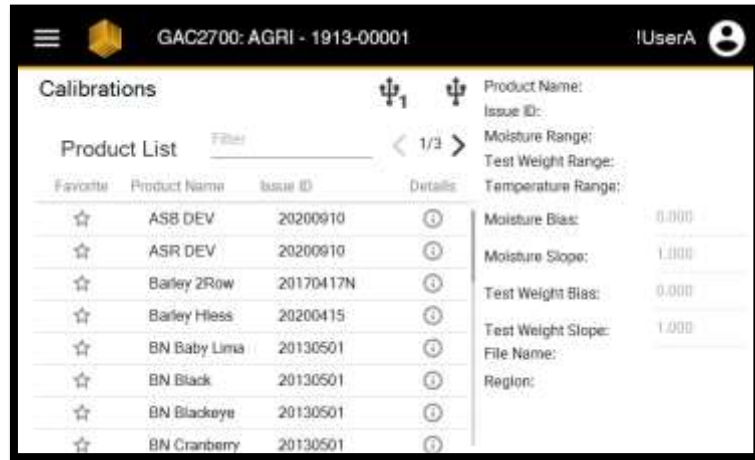 GAC2700: AGRI - 1913-00001 !UserA
Calibrations 1
Product List Filter 1/3
Favorite Product Name Issue ID Details
ASB DEV 20200910
ASR DEV 20200910
Barley 2Row 20170417N
Barley Hless 20200415
BN Baby Lima 20130501
BN Black 20130501
BN Blackeye 20130501
BN Cranberry 20130501
Product Name:
Issue ID:
Moisture Range:
Test Weight Range:
Temperature Range:
Moisture Bias: 0.000
Moisture Slope: 1.000
Test Weight Bias: 0.000
Test Weight Slope: 1.000
File Name:
Region: